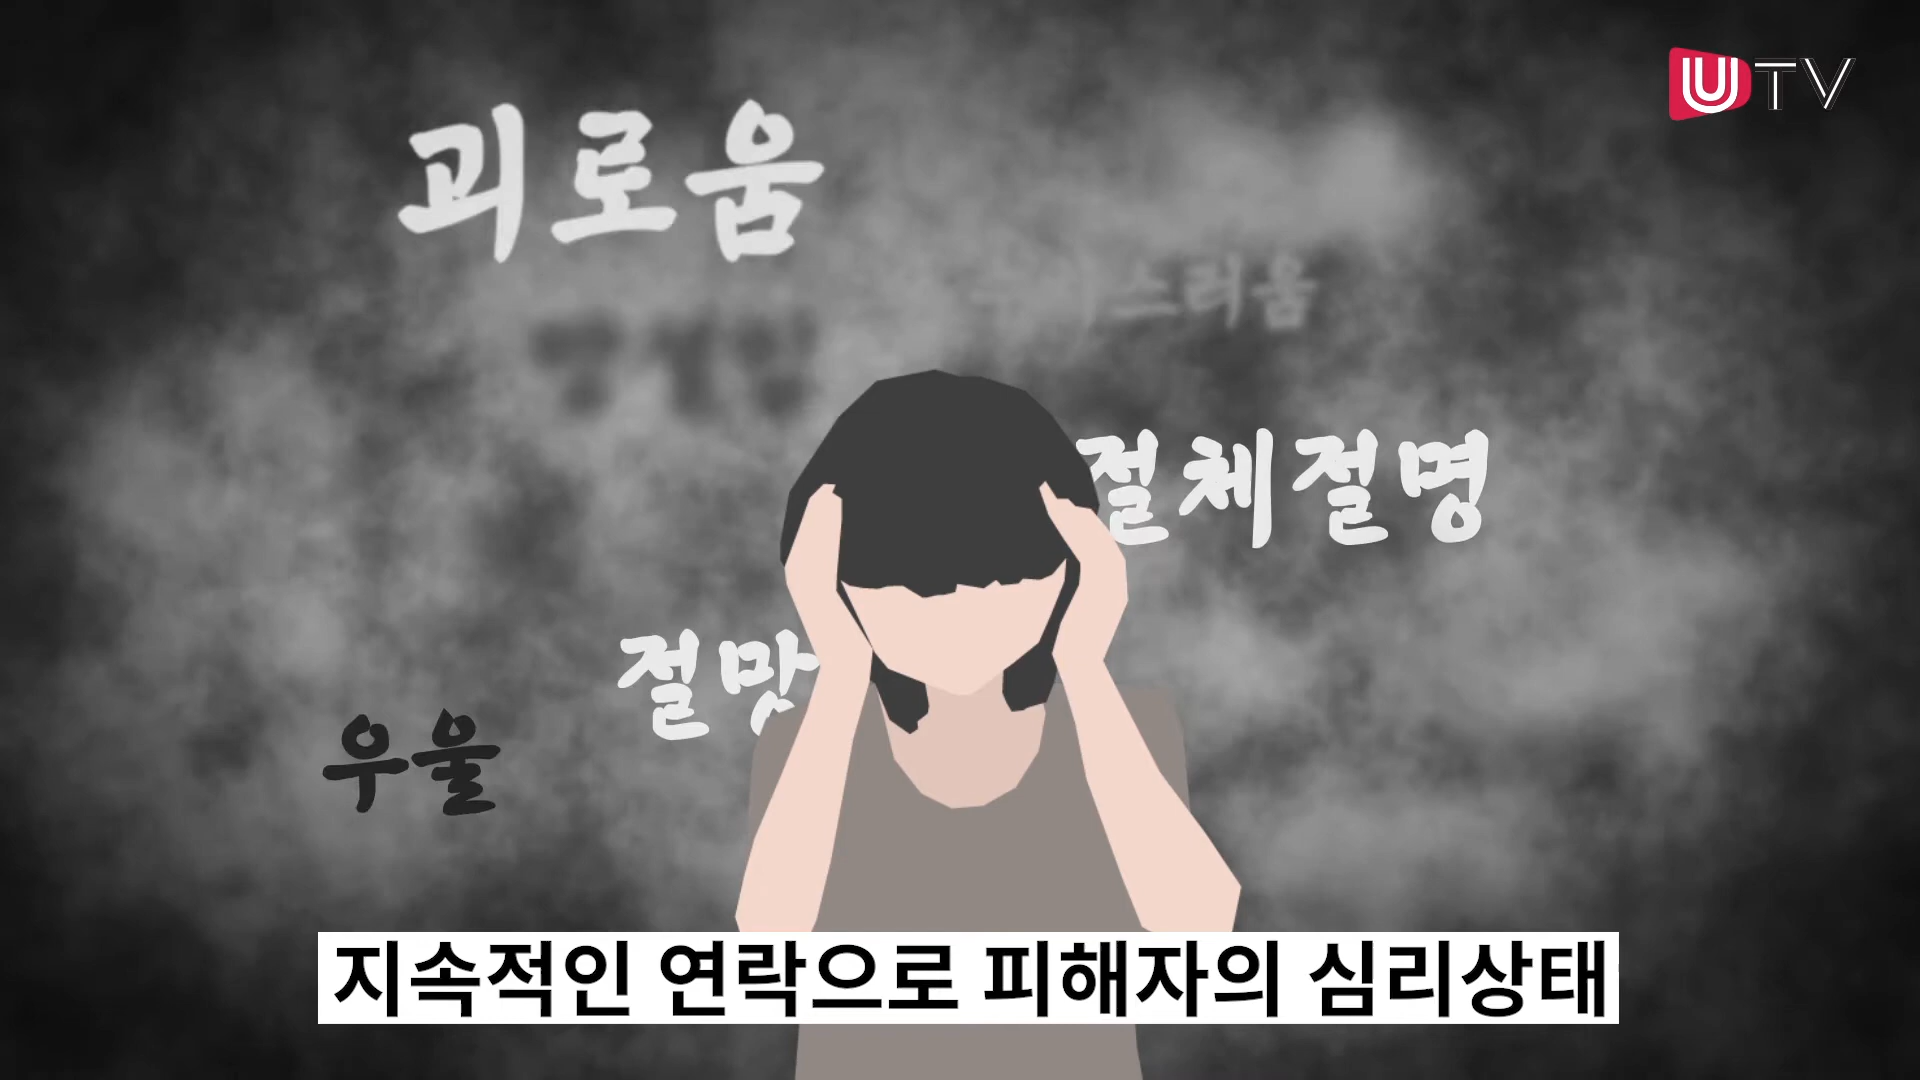 UTV
괴로움
절체절명
절망
우울
지속적인 연락으로 피해자의 심리상태